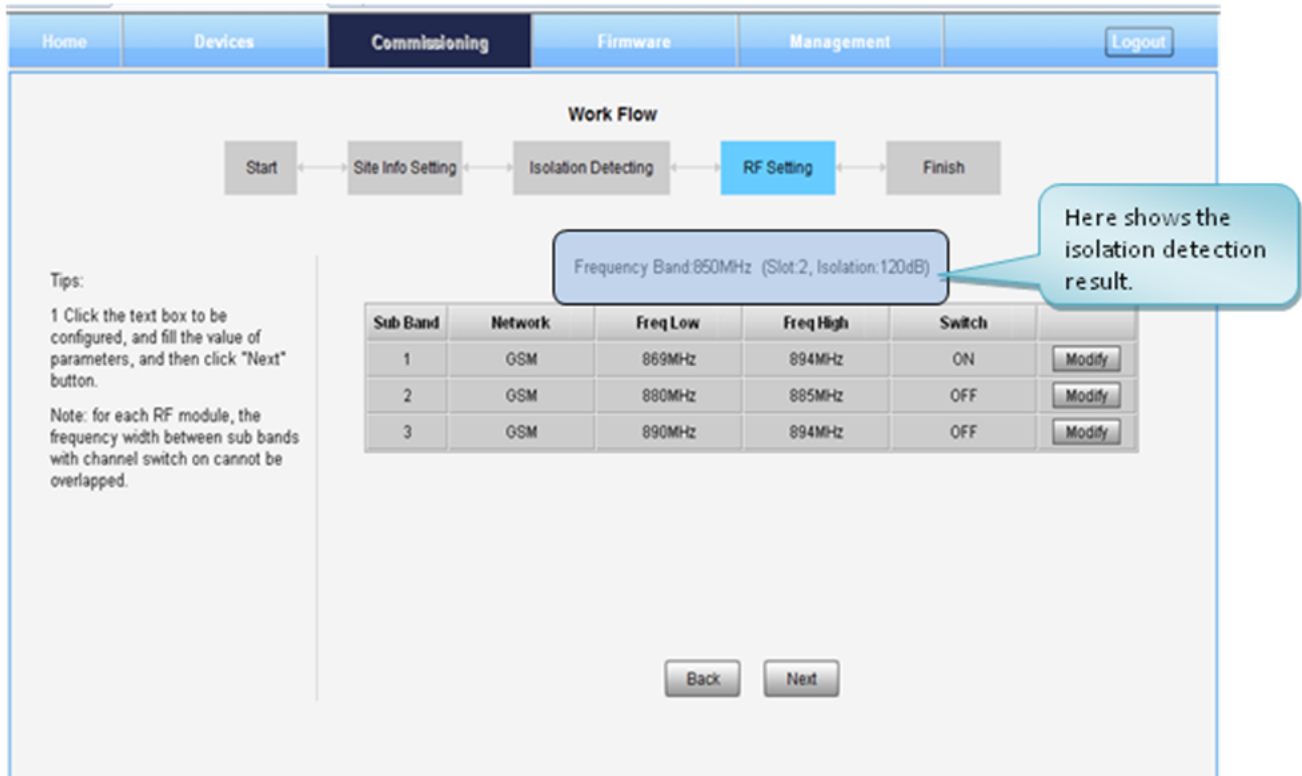 Home Devices Commissioning Firmware Management Logout
Work Flow
Start Site Info Setting Isolation Detecting RF Setting Finish
Here shows the
isolation detection
result.
Frequency Band:850MHz (Slot:2, Isolation:120dB)
Tips:
1 Click the text box to be
configured, and fill the value of
parameters, and then click "Next"
button.
Note: for each RF module, the
frequency width between sub bands
with channel switch on cannot be
overlapped.
Sub Band Network Freq Low Freq High Switch
1 GSM 869MHz 894MHz ON Modify
2 GSM 880MHz 885MHz OFF Modify
3 GSM 890MHz 894MHz OFF Modify
Back Next